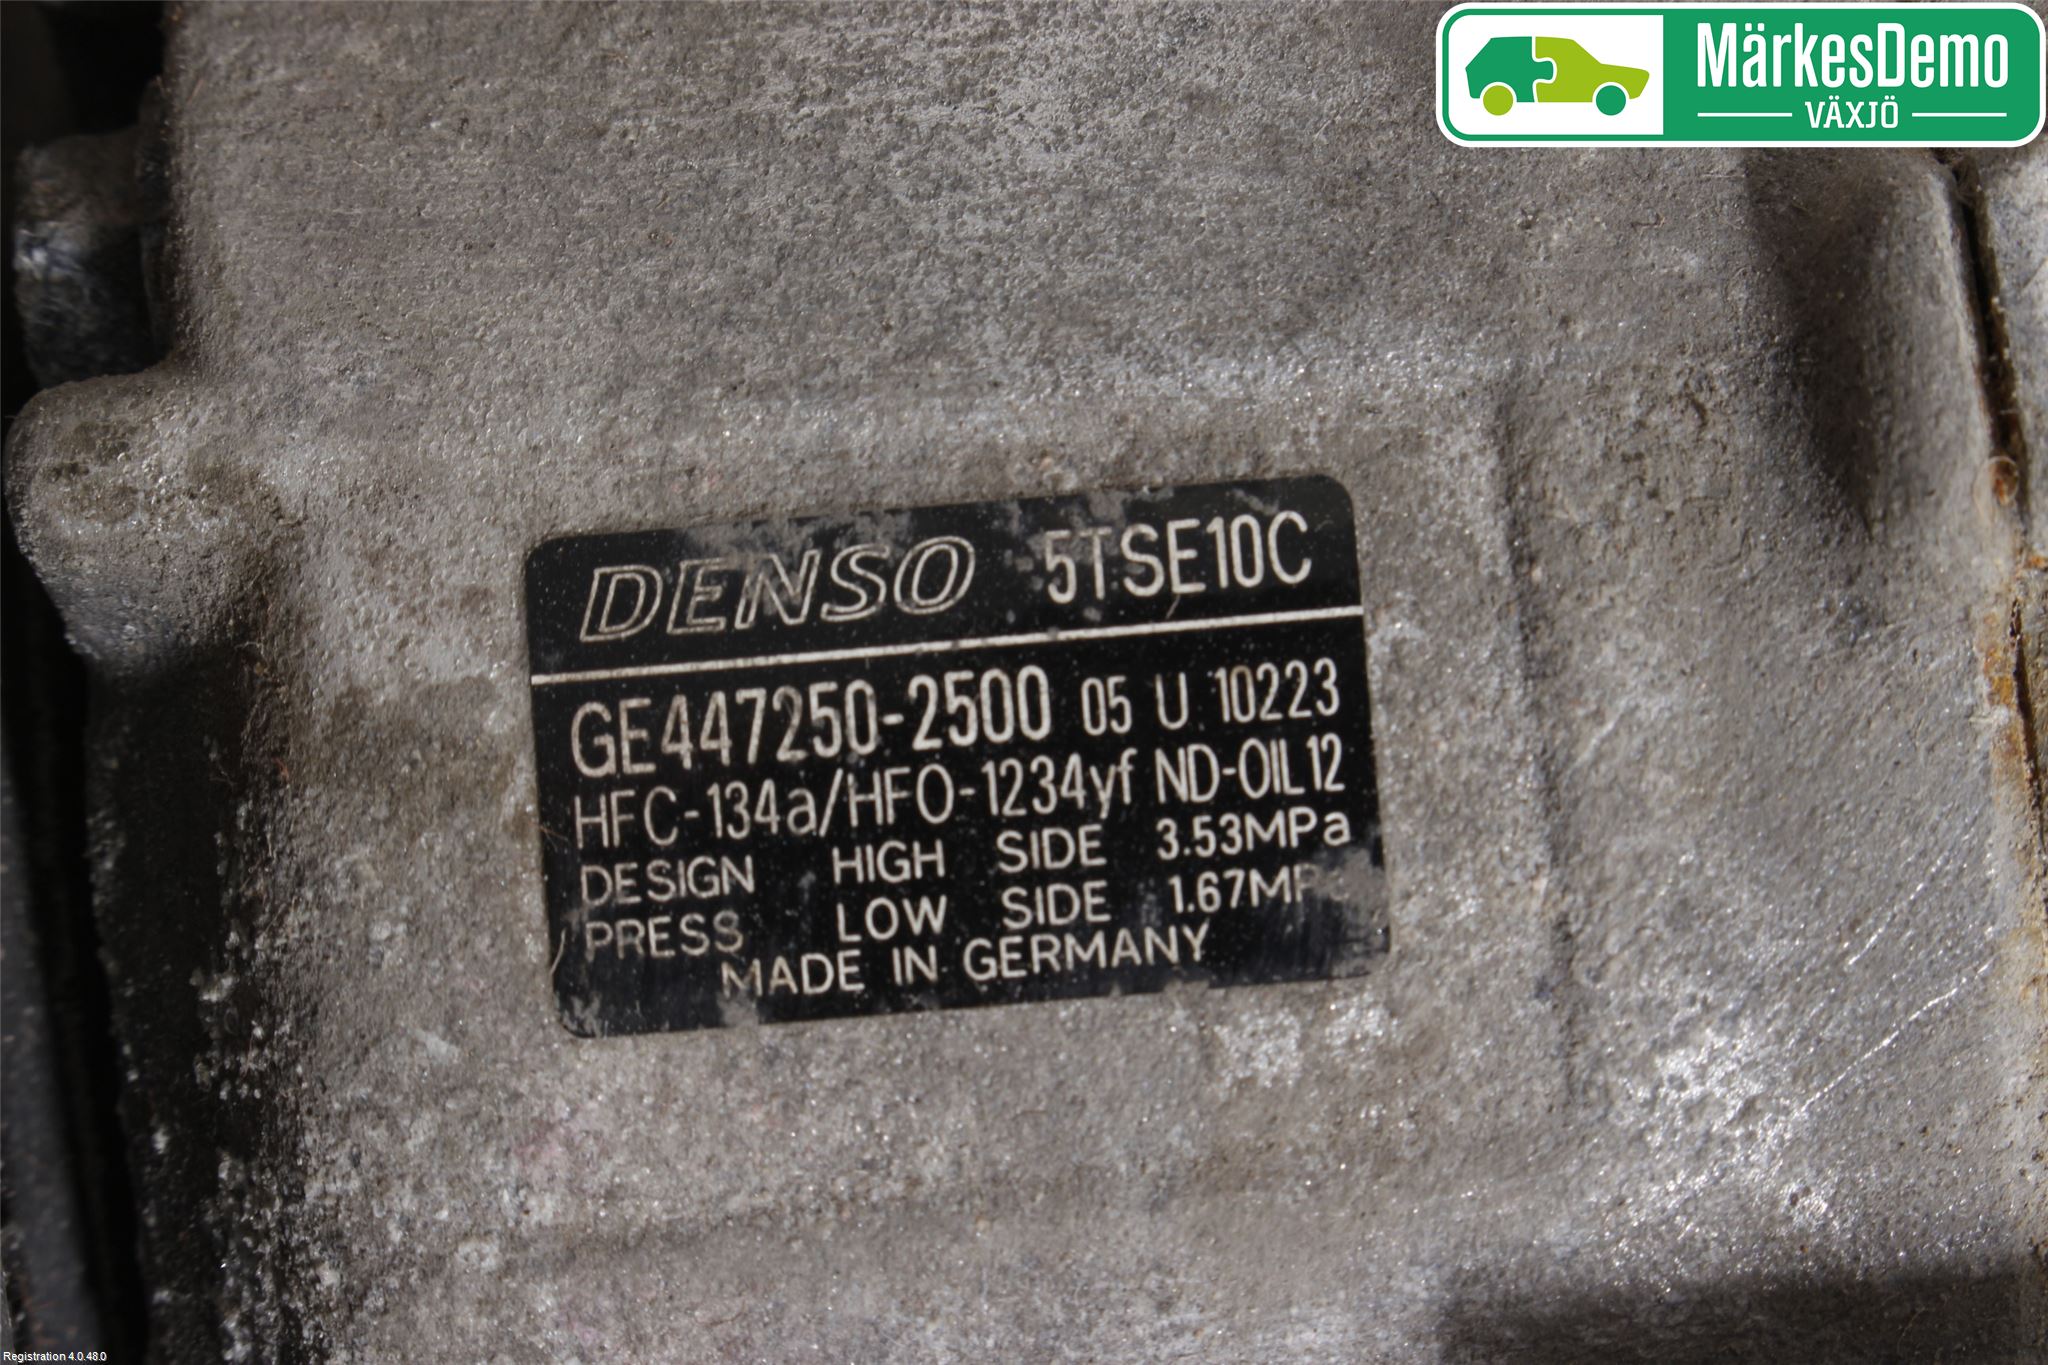 MärkesDemo
VÄXJÖ
DENSO 5TSE10C
GE447250-2500 05 U 10223
HFC-134a/HFO-1234yf ND-OIL12
DESIGN HIGH SIDE 3.53MPa
PRESS LOW SIDE 1.67MPa
MADE IN GERMANY
Registration 4.0.48.0